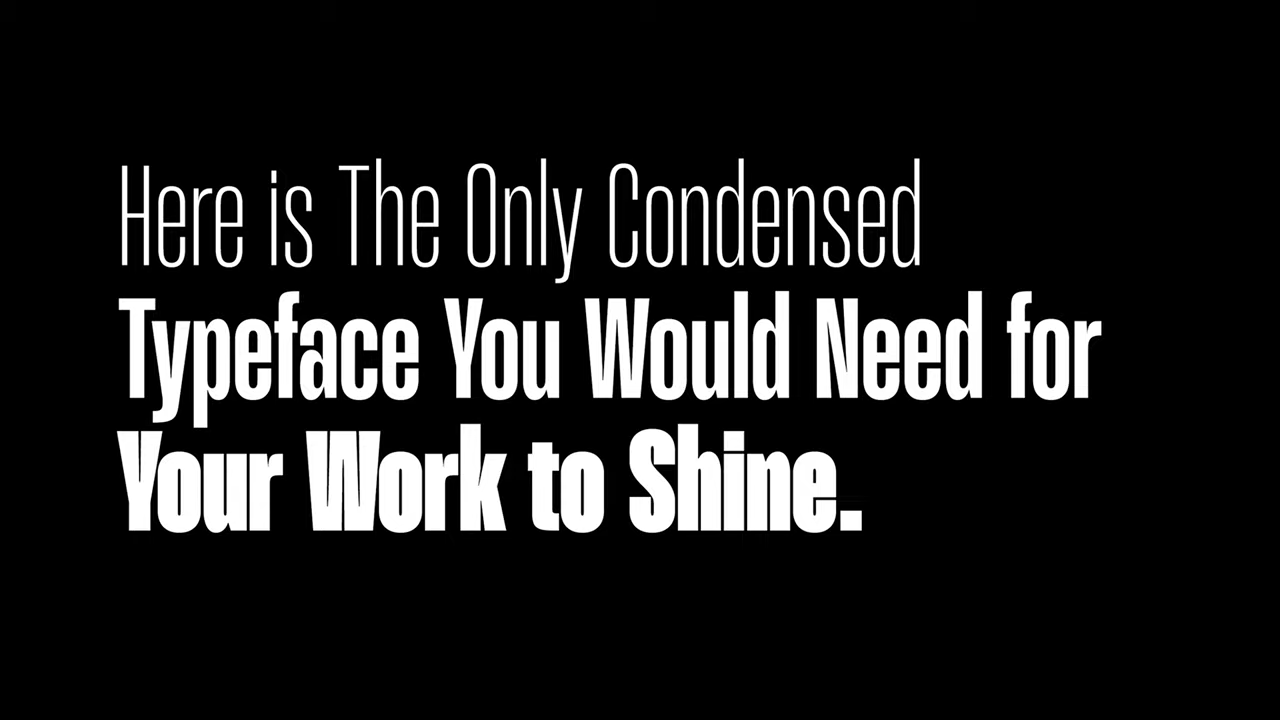 Here is The Only Condensed
Typeface You Would Need for
Your Work to Shine.